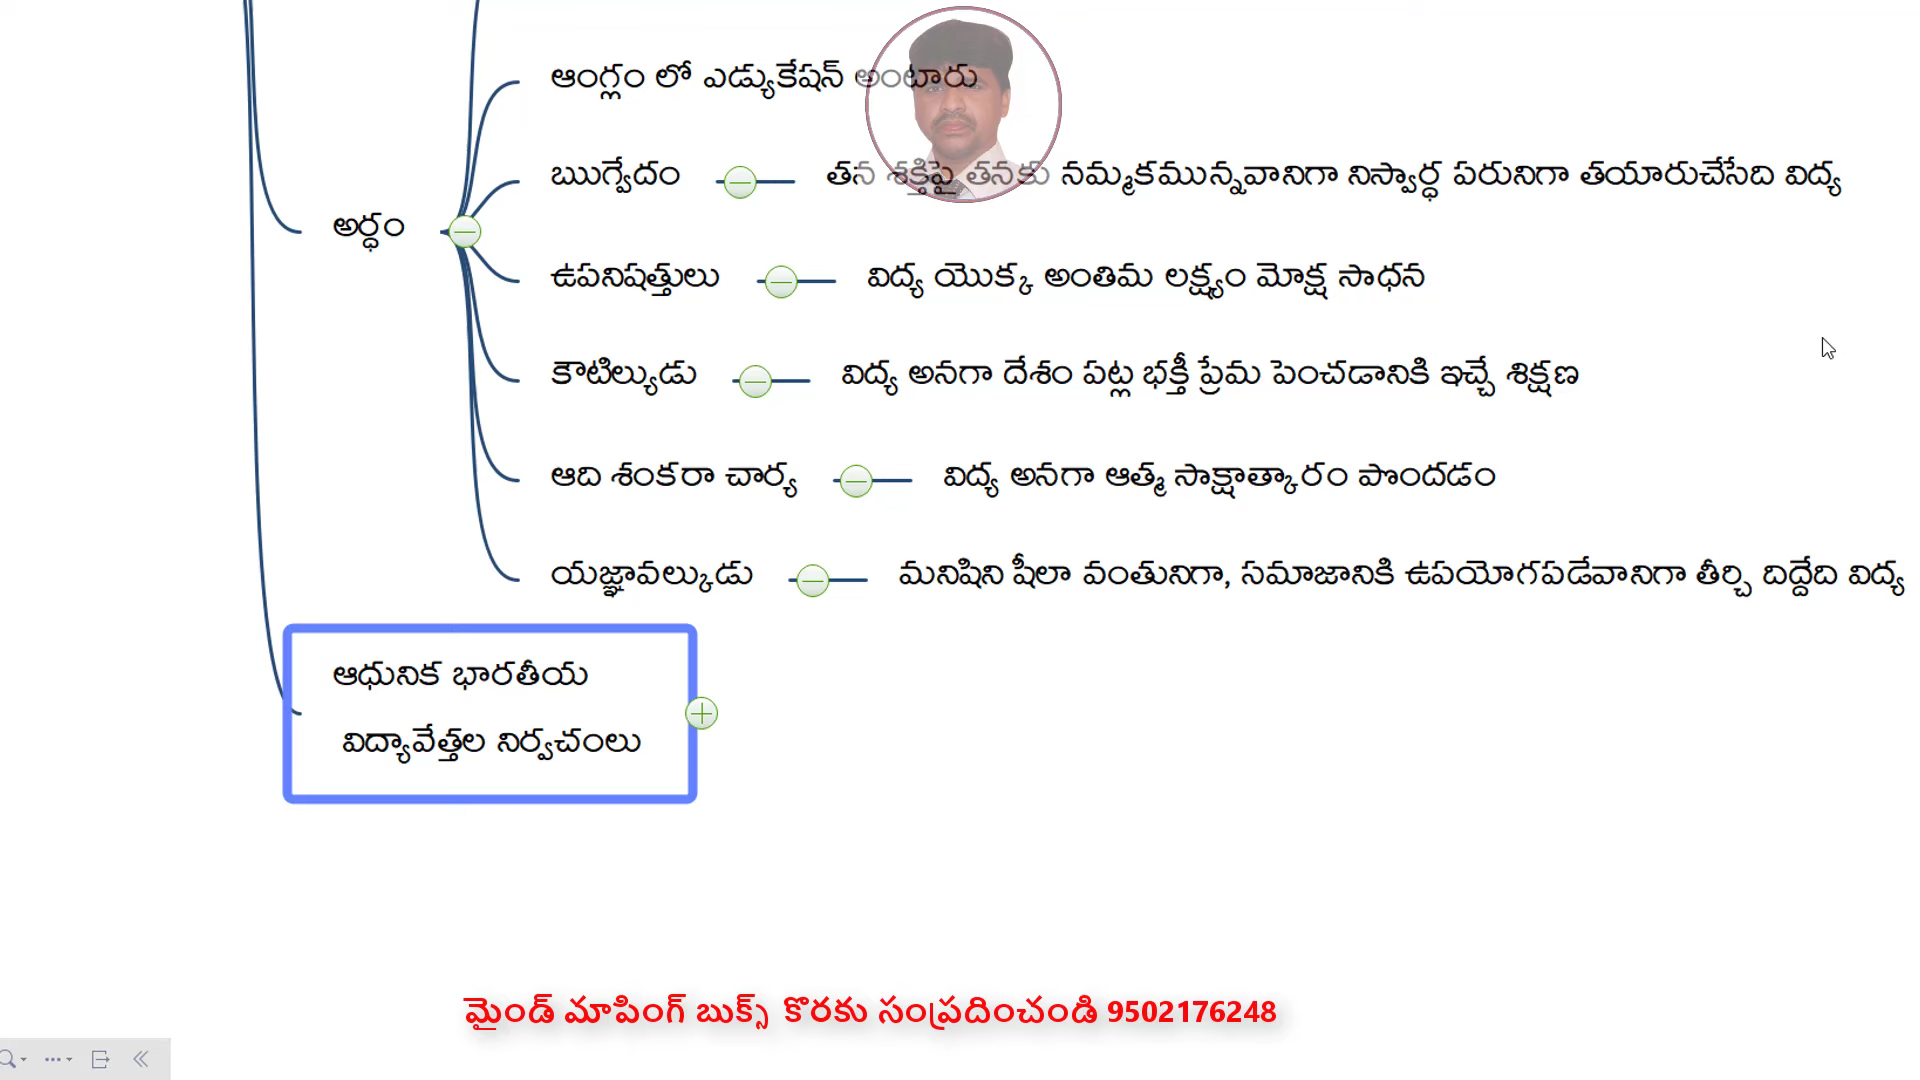 ఆంగ్లం లో ఎడ్యుకేషన్ అంటారు
ఋగ్వేదం తన శక్తిపై తనకు నమ్మకమున్నవానిగా నిస్వార్ధ పరునిగా తయారుచేసేది విద్య
అర్ధం
ఉపనిషత్తులు విద్య యొక్క అంతిమ లక్ష్యం మోక్ష సాధన
కౌటిల్యుడు విద్య అనగా దేశం పట్ల భక్తీ ప్రేమ పెంచడానికి ఇచ్చే శిక్షణ
ఆది శంకరా చార్య విద్య అనగా ఆత్మ సాక్షాత్కారం పొందడం
యజ్ఞావల్కుడు మనిషిని షీలా వంతునిగా, సమాజానికి ఉపయోగపడేవానిగా తీర్చి దిద్దేది విద్య
ఆధునిక భారతీయ
విద్యావేత్తల నిర్వచంలు
మైండ్ మాపింగ్ బుక్స్ కొరకు సంప్రదించండి 9502176248